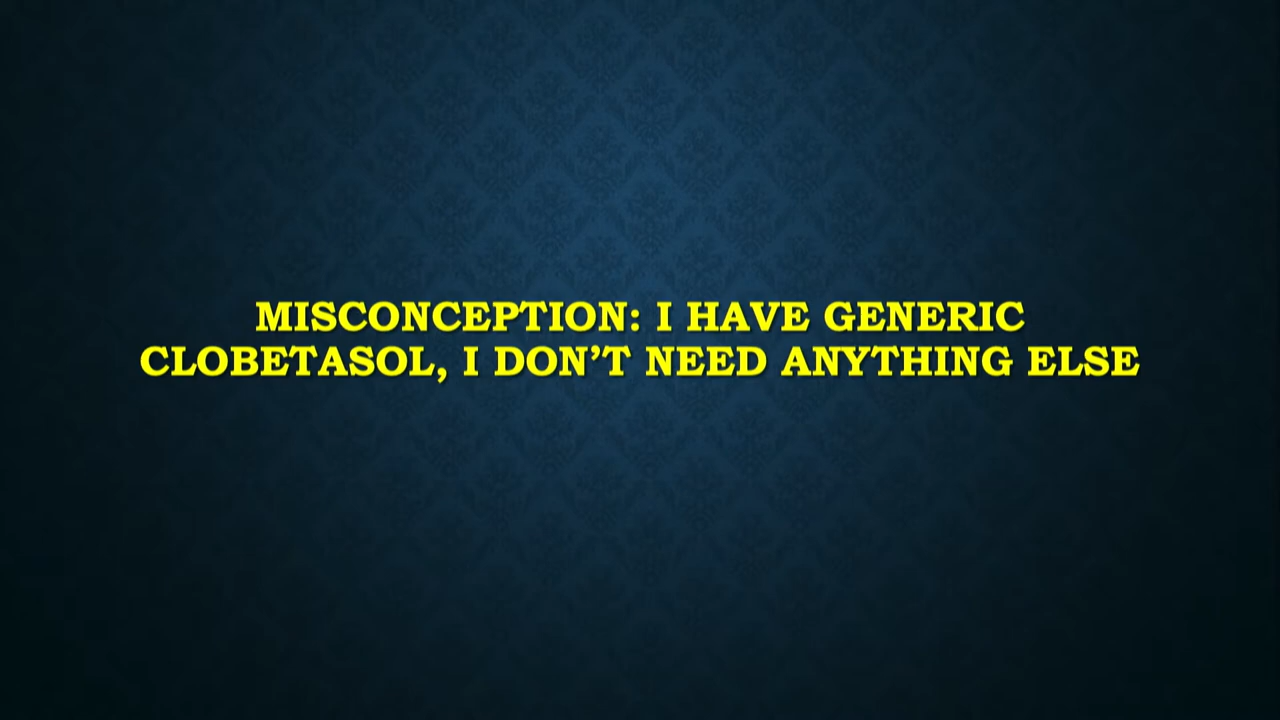 MISCONCEPTION: I HAVE GENERIC
CLOBETASOL, I DON’T NEED ANYTHING ELSE